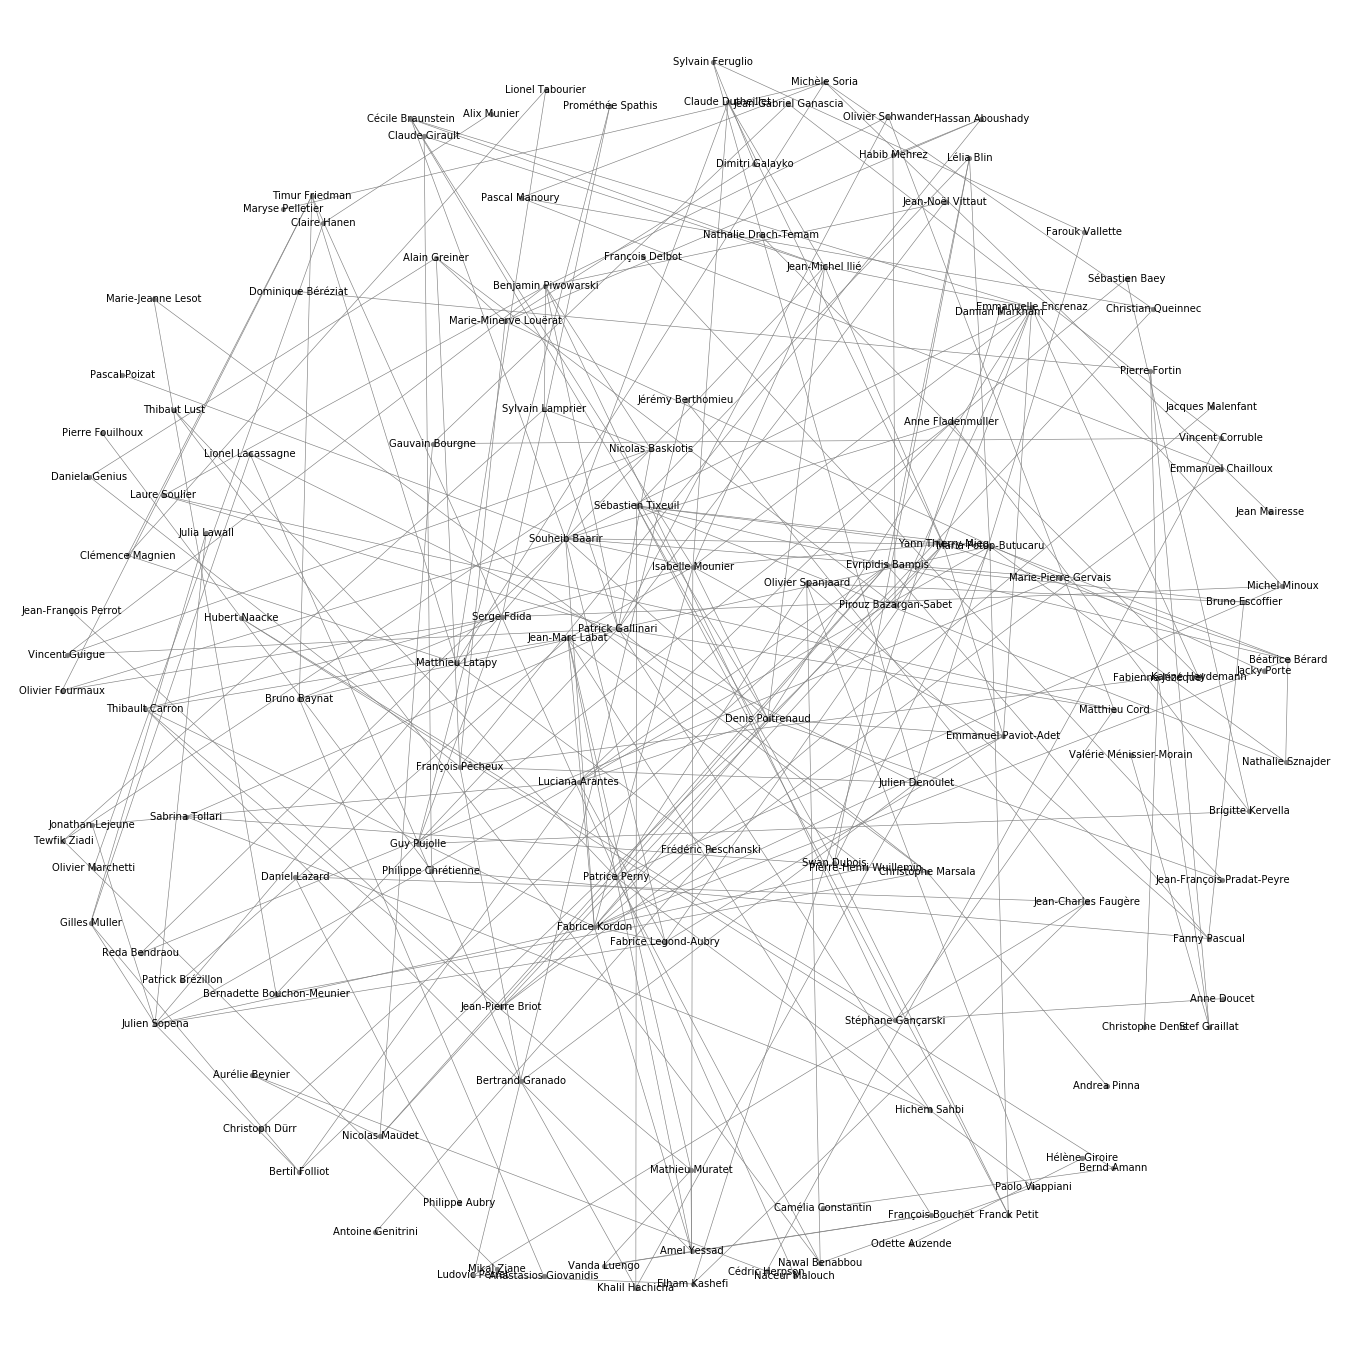 Sylvain Feruglio
Michèle Soria
Lionel Tabourier
Prométhée Spathis
Claude Dutheillet
Jean-Gabriel Ganascia
Alix Munier
Cécile Braunstein
Olivier Schwander
Hassan Aboushady
Claude Girault
Habib Mehrez
Lélia Blin
Dimitri Galayko
Timur Friedman
Pascal Manoury
Jean-Noël Vittaut
Maryse Pelletier
Claire Hanen
Nathalie Drach-Temam
Farouk Vallette
Alain Greiner
François Delbot
Jean-Michel Ilié
Sébastien Baey
Benjamin Piwowarski
Dominique Béréziat
Marie-Jeanne Lesot
Emmanuelle Encrenaz
Christian Queinnec
Damian Markham
Marie-Minerve Louërat
Pierre Fortin
Pascal Poizat
Jérémy Berthomieu
Jacques Malenfant
Thibaut Lust
Sylvain Lamprier
Anne Fladenmuller
Pierre Fouilhoux
Vincent Corruble
Gauvain Bourgne
Nicolas Baskiotis
Lionel Lacassagne
Emmanuel Chailloux
Daniela Genius
Laure Soulier
Sébastien Tixeuil
Jean Mairesse
Julia Lawall
Souheib Baarir
Yann Thierry-Mieg
Maria Potop-Butucaru
Clémence Magnien
Isabelle Mounier
Evripidis Bampis
Marie-Pierre Gervais
Olivier Spanjaard
Michel Minoux
Bruno Escoffier
Pirouz Bazargan-Sabet
Jean-François Perrot
Hubert Naacke
Serge Fdida
Patrick Gallinari
Jean-Marc Labat
Vincent Guigue
Matthieu Latapy
Béatrice Bérard
Jacky Porte
Fabienne Jézéquel
Karine Heydemann
Olivier Fourmaux
Bruno Baynat
Thibault Carron
Matthieu Cord
Denis Poitrenaud
Emmanuel Paviot-Adet
Valérie Ménissier-Morain
Nathalie Sznajder
François Pêcheux
Luciana Arantes
Julien Denoulet
Brigitte Kervella
Sabrina Tollari
Jonathan Lejeune
Tewfik Ziadi
Guy Pujolle
Frédéric Peschanski
Swan Dubois
Pierre-Henri Wuillemin
Olivier Marchetti
Philippe Chrétienne
Christophe Marsala
Daniel Lazard
Patrice Perny
Jean-François Pradat-Peyre
Jean-Charles Faugère
Gilles Muller
Fabrice Kordon
Fabrice Legond-Aubry
Fanny Pascual
Reda Bendraou
Patrick Brézillon
Bernadette Bouchon-Meunier
Anne Doucet
Jean-Pierre Briot
Julien Sopena
Stéphane Gançarski
Christophe Denis
Stef Graillat
Aurélie Beynier
Bertrand Granado
Andrea Pinna
Hichem Sahbi
Christoph Dürr
Nicolas Maudet
Hélène Giroire
Bernd Amann
Bertil Folliot
Mathieu Muratet
Paolo Viappiani
Philippe Aubry
Camélia Constantin
François Bouchet
Franck Petit
Antoine Genitrini
Odette Auzende
Amel Yessad
Nawal Benabbou
Vanda Luengo
Mikal Ziane
Cédric Herpson
Ludovic Perret
Anastasios Giovanidis
Naceur Malouch
Elham Kashefi
Khalil Hachicha